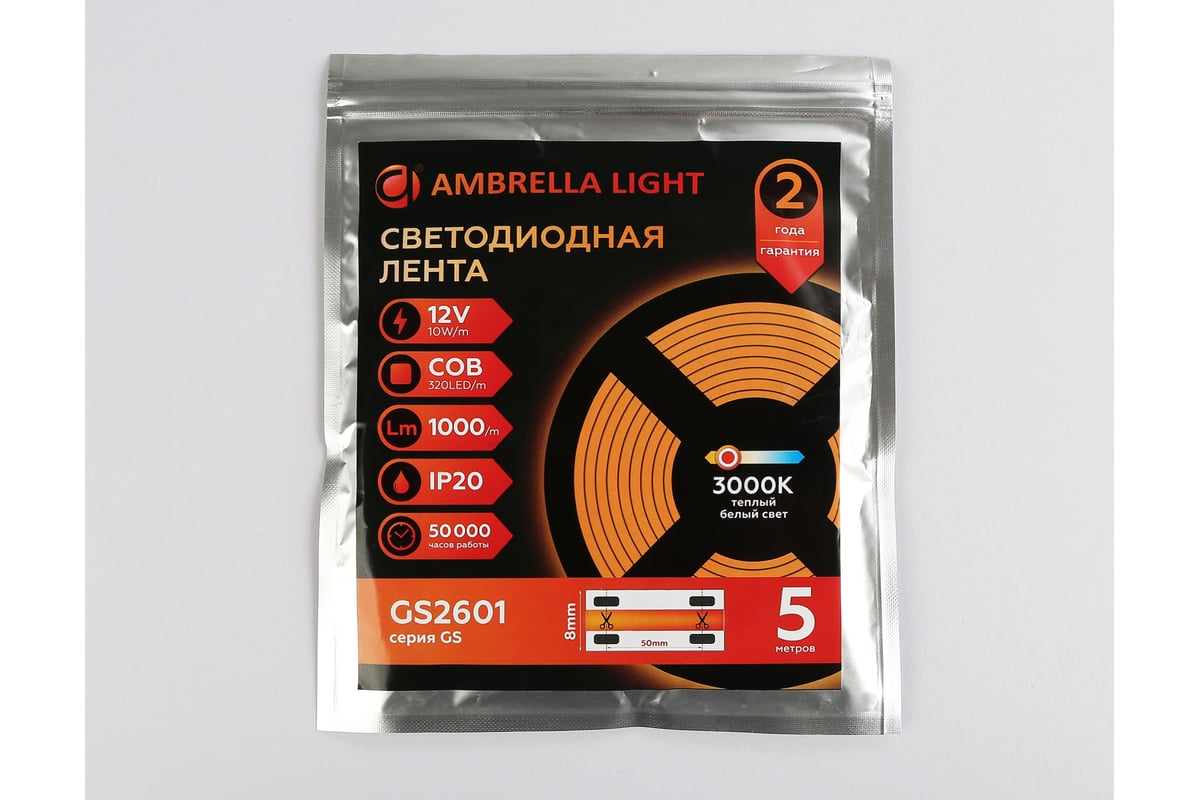 AMBRELLA LIGHT
®
2
года
гарантия
СВЕТОДИОДНАЯ
ЛЕНТА
12V
10W/m
COB
320LED/m
Lm 1000/m
IP20
50 000
часов работы
3000K
теплый
белый свет
GS2601
серия GS
8mm
50mm
5
метров